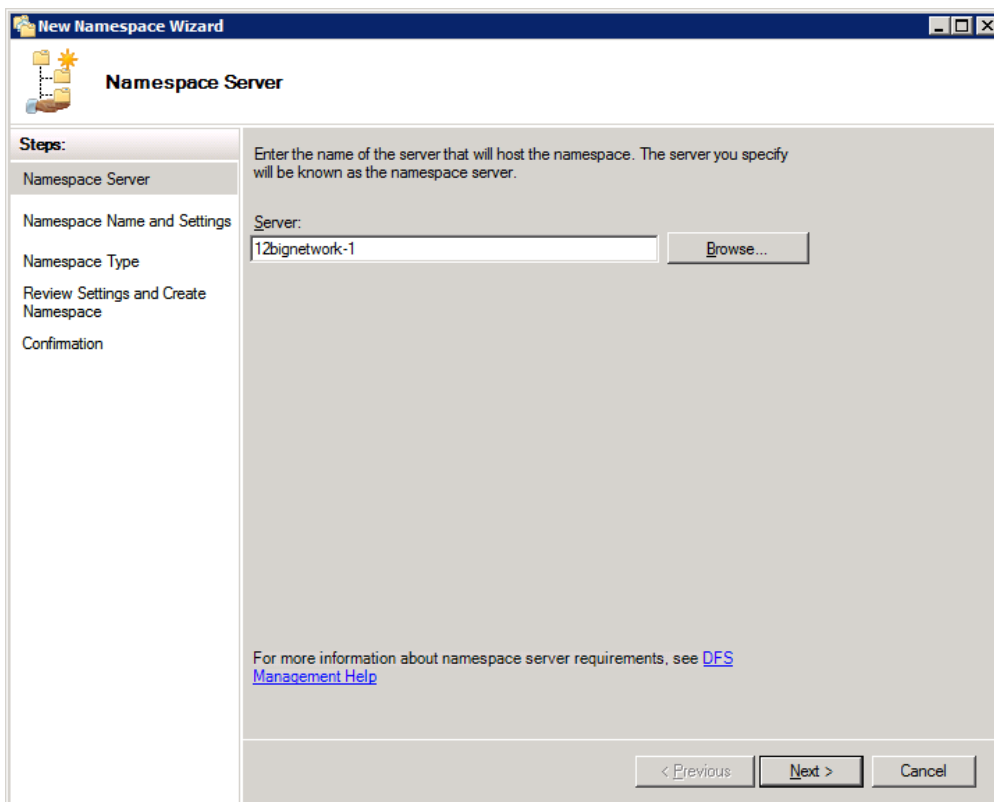 New Namespace Wizard
Namespace Server
Steps:
Namespace Server
Namespace Name and Settings
Namespace Type
Review Settings and Create
Namespace
Confirmation
Enter the name of the server that will host the namespace. The server you specify
will be known as the namespace server.
Server:
12bignetwork-1
Browse...
For more information about namespace server requirements, see DFS
Management Help
< Previous
Next >
Cancel